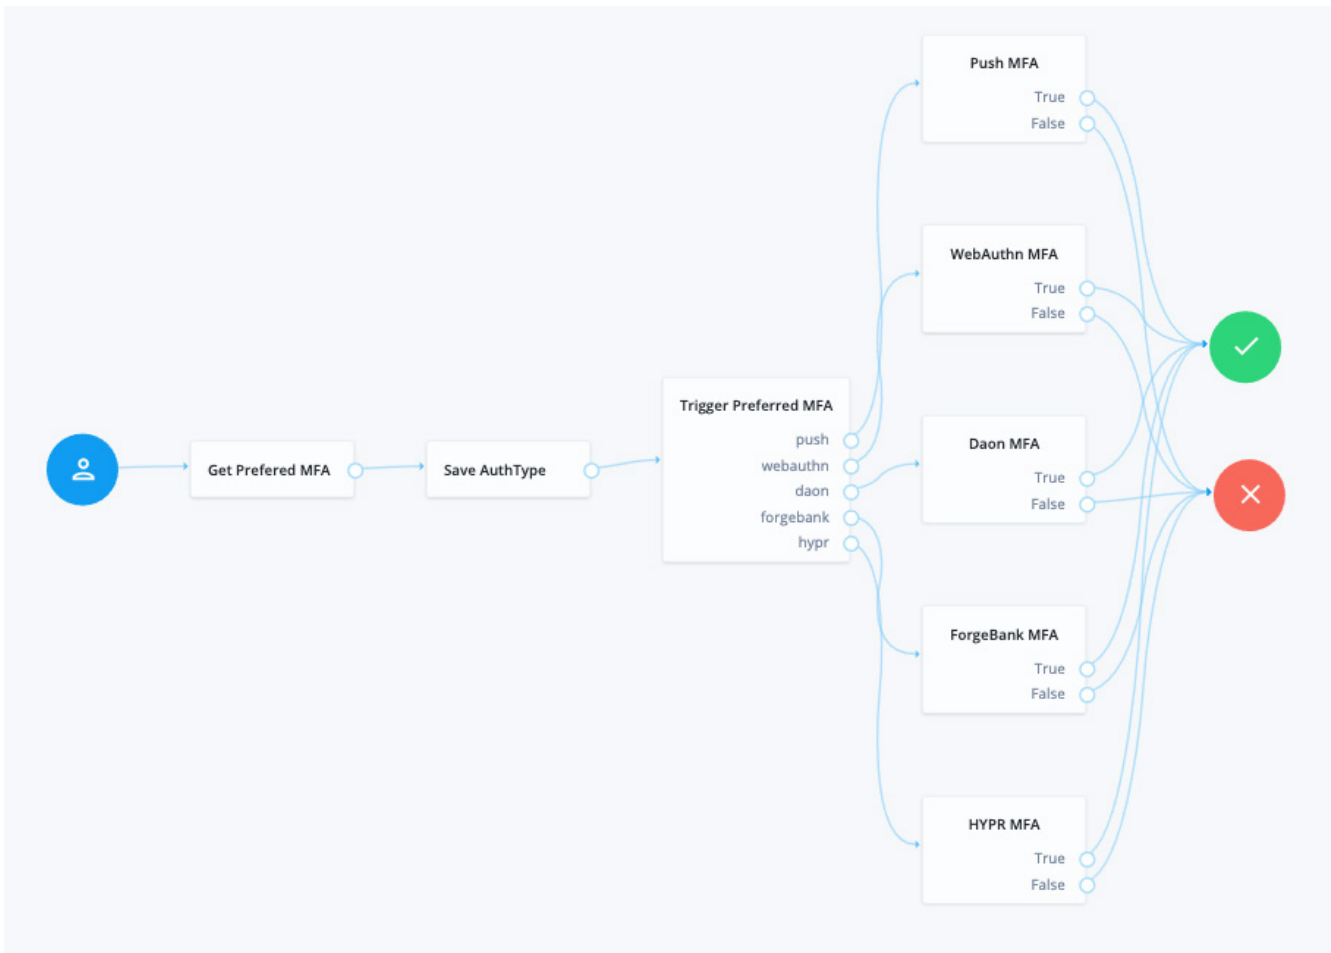 Get Prefered MFA
Save AuthType
Trigger Preferred MFA
push
webauthn
daon
forgebank
hypr
Push MFA
True
False
WebAuthn MFA
True
False
Daon MFA
True
False
ForgeBank MFA
True
False
HYPR MFA
True
False